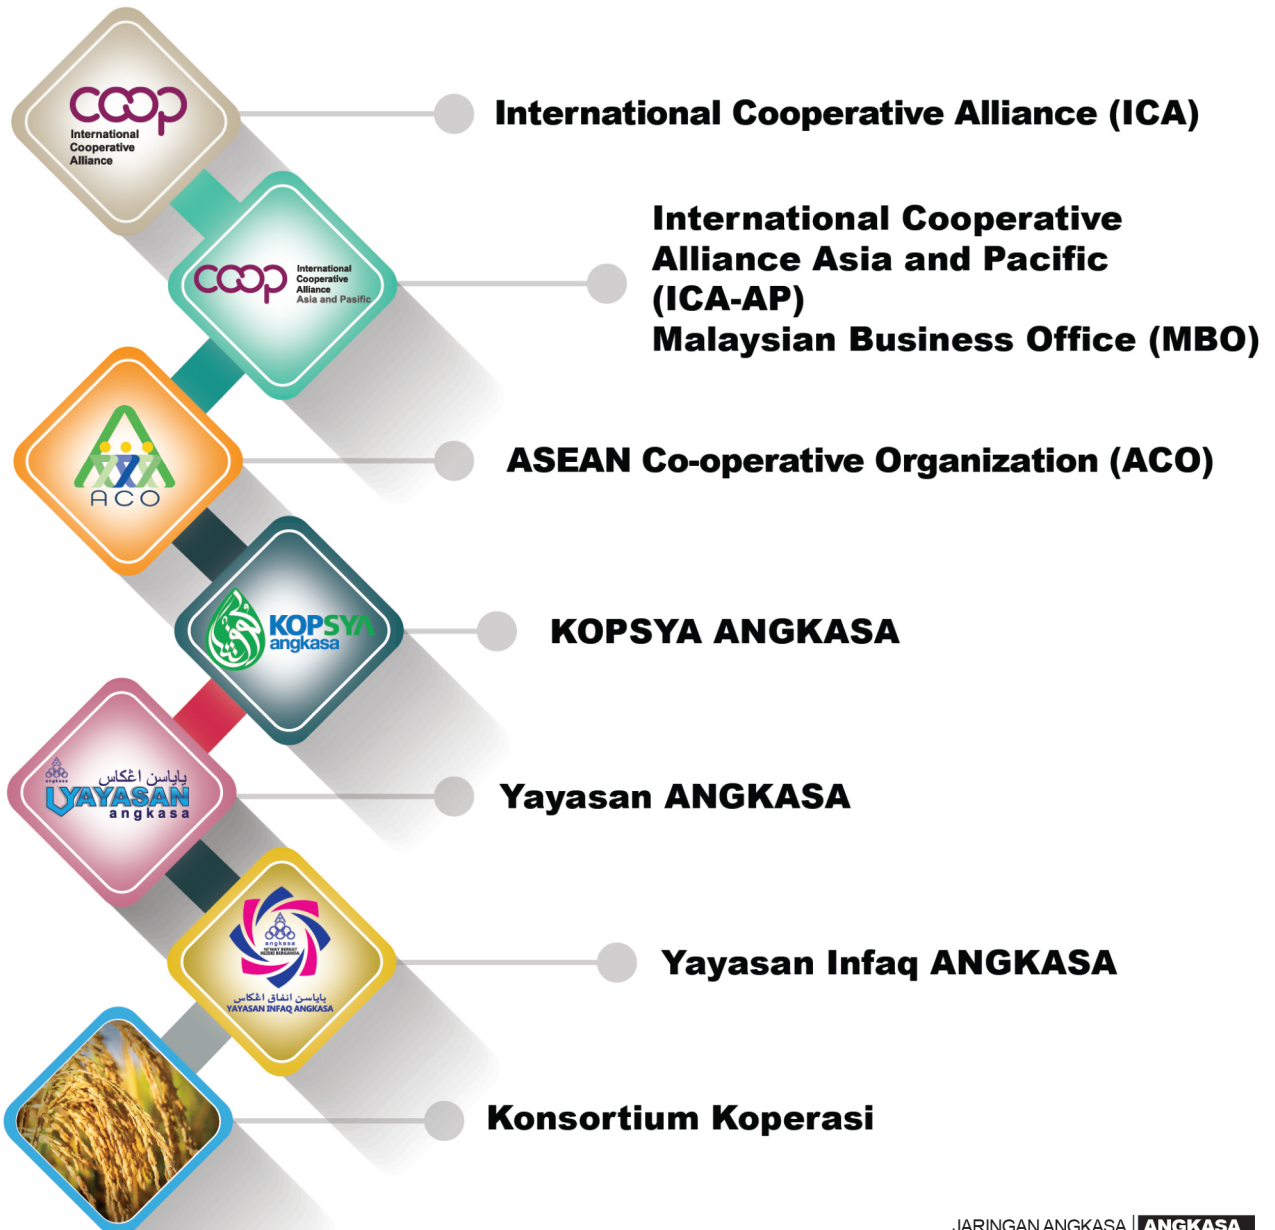 coop
International
Cooperative
Alliance
International Cooperative Alliance (ICA)
coop
International
Cooperative
Alliance
Asia and Pasific
International Cooperative
Alliance Asia and Pacific
(ICA-AP)
Malaysian Business Office (MBO)
ACO
ASEAN Co-operative Organization (ACO)
KOPSYA
angkasa
KOPSYA ANGKASA
angkasa
ياياسن اڠكاس
YAYASAN
angkasa
Yayasan ANGKASA
angkasa
YAYASAN INFAQ ANGKASA
ياياسن انفاق اڠكاس
Yayasan Infaq ANGKASA
Konsortium Koperasi
JARINGAN ANGKASA | ANGKASA